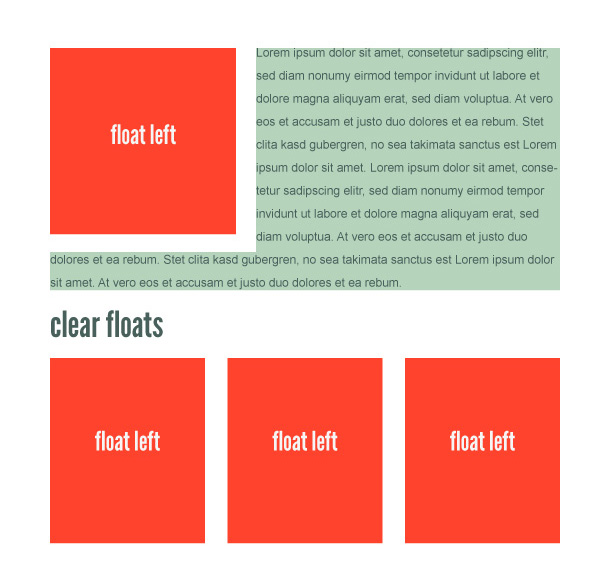 float left
Lorem ipsum dolor sit amet, consetetur sadipscing elitr,
sed diam nonumy eirmod tempor invidunt ut labore et
dolore magna aliquyam erat, sed diam voluptua. At vero
eos et accusam et justo duo dolores et ea rebum. Stet
clita kasd gubergren, no sea takimata sanctus est Lorem
ipsum dolor sit amet. Lorem ipsum dolor sit amet, conse-
tetur sadipscing elitr, sed diam nonumy eirmod tempor
invidunt ut labore et dolore magna aliquyam erat, sed
diam voluptua. At vero eos et accusam et justo duo
dolores et ea rebum. Stet clita kasd gubergren, no sea takimata sanctus est Lorem ipsum dolor
sit amet. At vero eos et accusam et justo duo dolores et ea rebum.
clear floats
float left
float left
float left